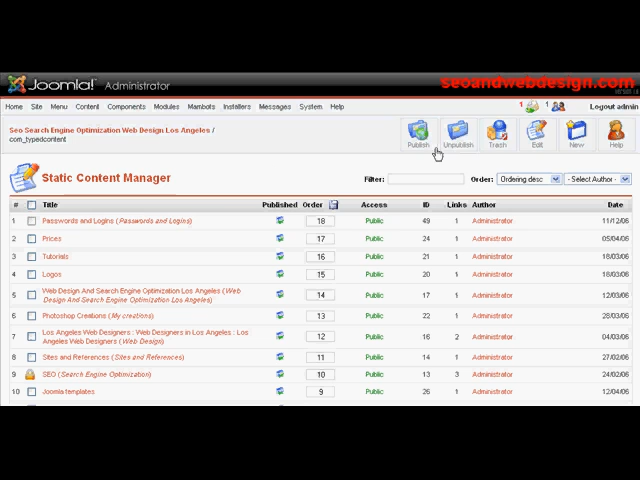 Joomla! Administrator
seoandwebdesign.com
Home Site Menu Content Components Modules Mambots Installers Messages System Help 1 1 Logout admin
Seo Search Engine Optimization Web Design Los Angeles /
com_typedcontent
Publish Unpublish Trash Edit New Help
Static Content Manager
Filter: Order: Ordering desc - Select Author -
# Title Published Order Access ID Links Author Date
1 Passwords and Logins ( Passwords and Logins) 18 Public 49 1 Administrator 11/12/06
2 Prices 17 Public 24 1 Administrator 05/04/06
3 Tutorials 16 Public 21 1 Administrator 18/03/06
4 Logos 15 Public 20 1 Administrator 18/03/06
5 Web Design And Search Engine Optimization Los Angeles (Web
Design And Search Engine Optimization Los Angeles) 14 Public 17 1 Administrator 12/03/06
6 Photoshop Creations ( My creations) 13 Public 22 1 Administrator 28/03/06
7 Los Angeles Web Designers : Web Designers in Los Angeles : Los
Angeles Web Designers ( Web Design) 12 Public 16 2 Administrator 04/03/06
8 Sites and References ( Sites and References) 11 Public 14 1 Administrator 27/02/06
9 SEO ( Search Engine Optimization) 10 Public 13 3 Administrator 24/02/06
10 Joomla templates 9 Public 26 1 Administrator 12/04/06